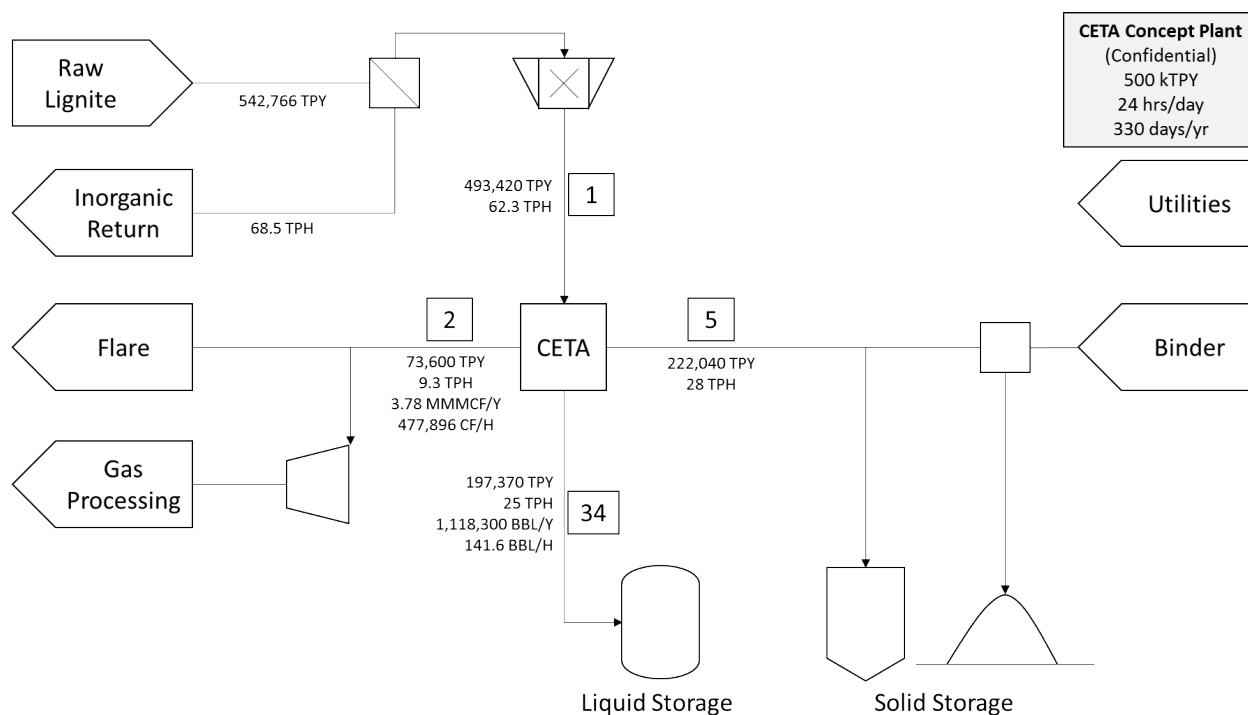 CETA Concept Plant
(Confidential)
500 kTPY
24 hrs/day
330 days/yr
Raw
Lignite
542,766 TPY
Inorganic
Return
68.5 TPH
493,420 TPY
62.3 TPH
1
Utilities
Flare
2
73,600 TPY
9.3 TPH
3.78 MMMCF/Y
477,896 CF/H
CETA
5
222,040 TPY
28 TPH
Binder
Gas
Processing
197,370 TPY
25 TPH
1,118,300 BBL/Y
141.6 BBL/H
34
Liquid Storage
Solid Storage